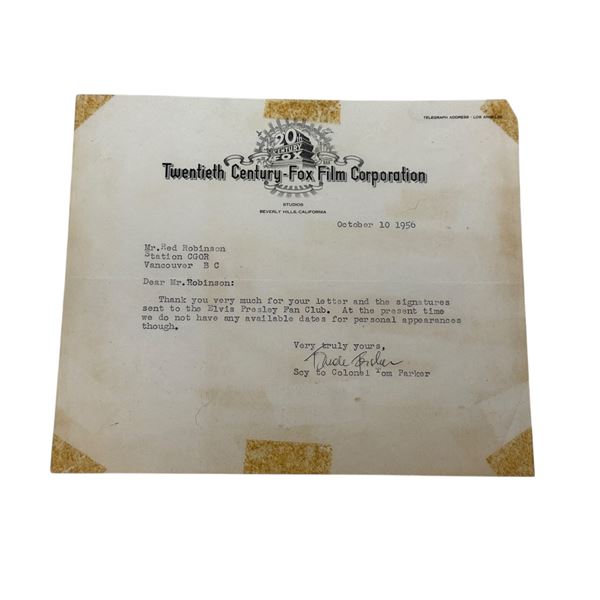 TELEGRAPH ADDRESS - LOS ANGELES
20th
CENTURY
FOX
Twentieth Century-Fox Film Corporation
STUDIOS
BEVERLY HILLS, CALIFORNIA
October 10 1956
Mr.Red Robinson
Station CGOR
Vancouver B C
Dear Mr.Robinson:
Thank you very much for your letter and the signatures
sent to the Elvis Presley Fan Club. At the present time
we do not have any available dates for personal appearances
though.
Very truly yours,
Scy to Colonel Tom Parker